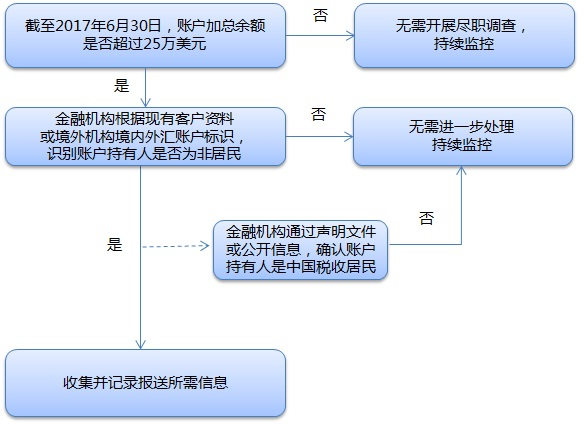 截至2017年6月30日，账户加总余额
是否超过25万美元
否
无需开展尽职调查，
持续监控
是
金融机构根据现有客户资料
或境外机构境内外汇账户标识，
识别账户持有人是否为非居民
否
无需进一步处理
持续监控
是
金融机构通过声明文件
或公开信息，确认账户
持有人是中国税收居民
否
收集并记录报送所需信息